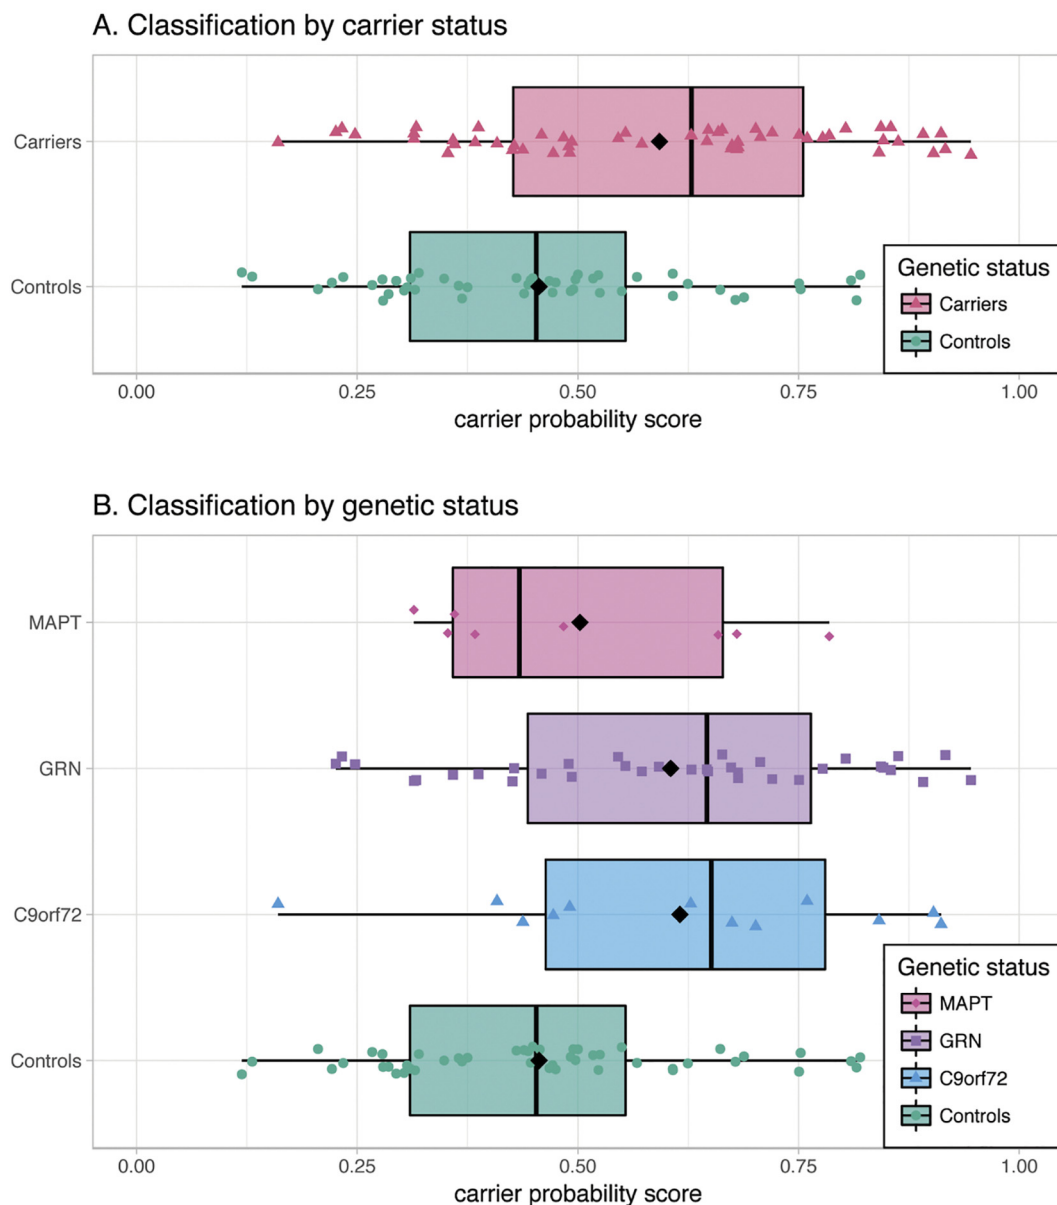 A. Classification by carrier status
Carriers
Controls
Genetic status
Carriers
Controls
0.00 0.25 0.50 0.75 1.00
carrier probability score
B. Classification by genetic status
MAPT
GRN
C9orf72
Controls
Genetic status
MAPT
GRN
C9orf72
Controls
0.00 0.25 0.50 0.75 1.00
carrier probability score